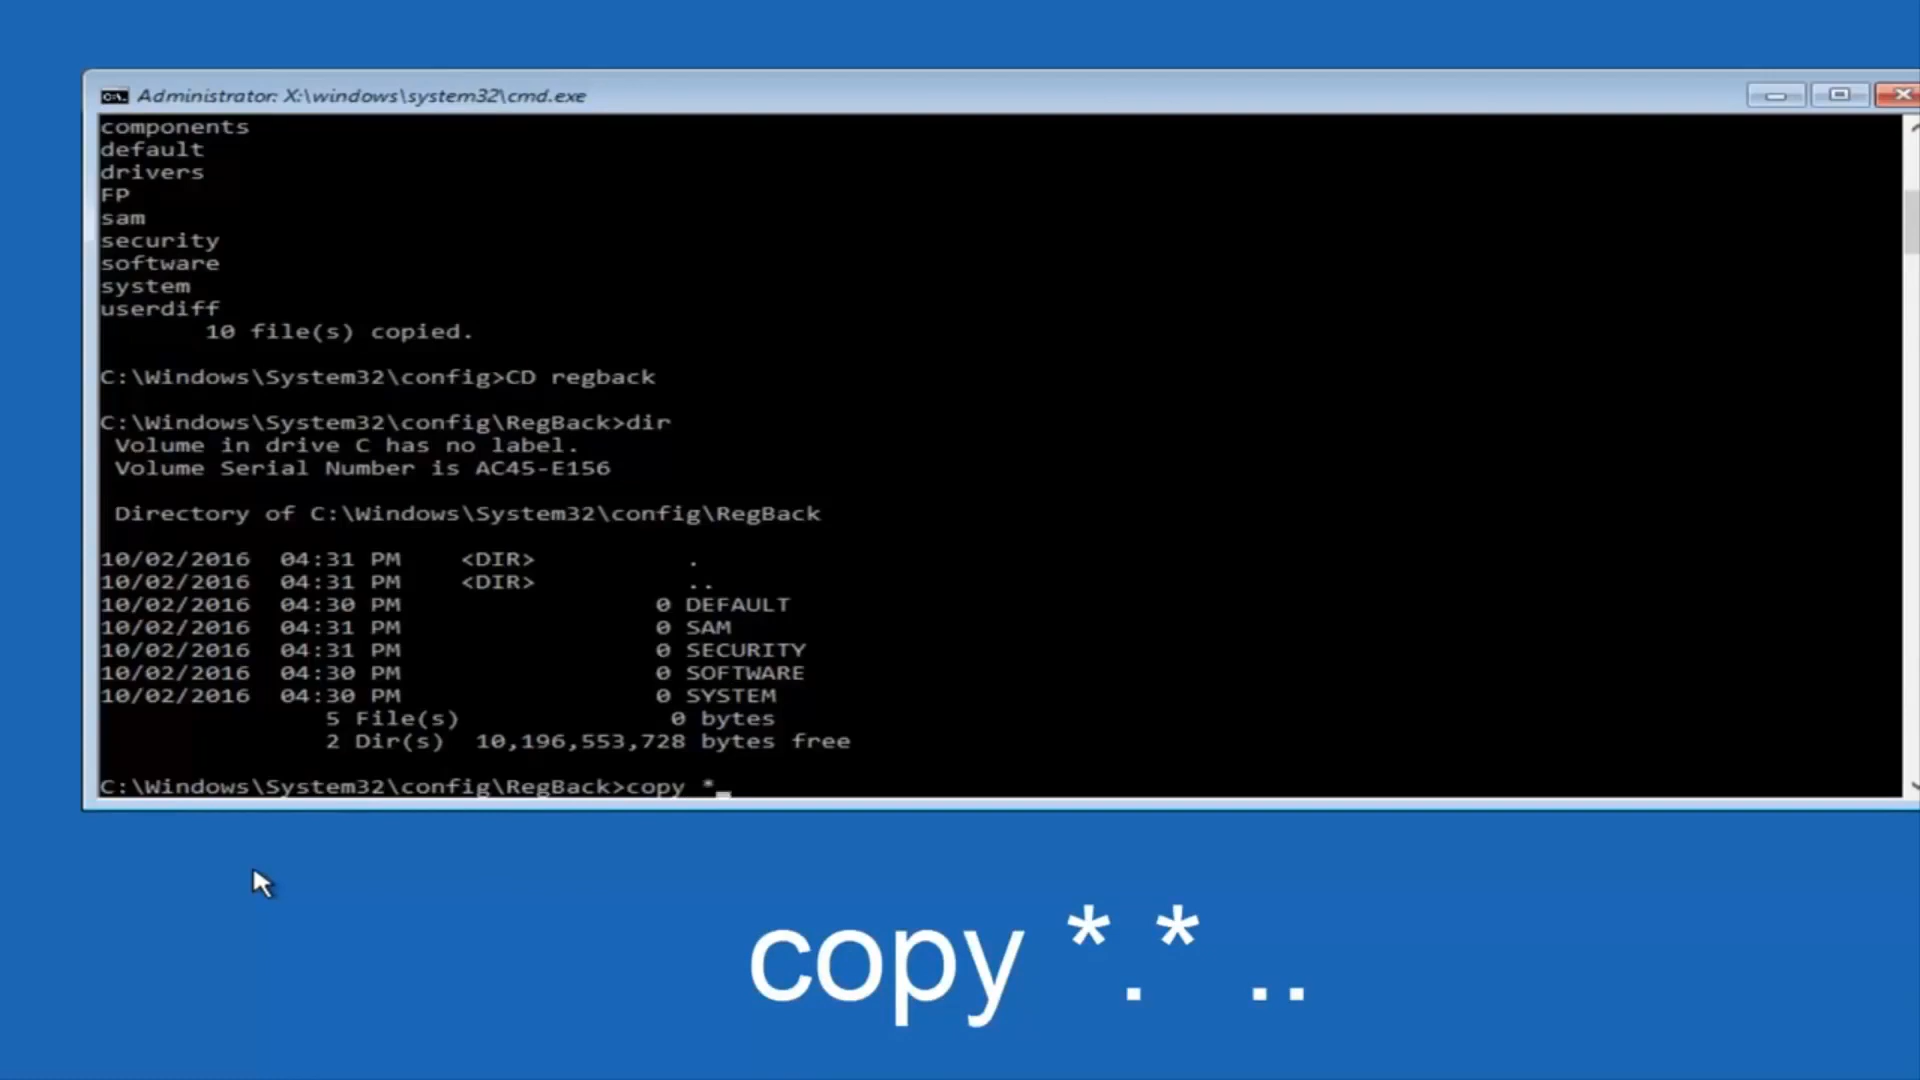 Administrator: X:\windows\system32\cmd.exe
components
default
drivers
FP
sam
security
software
system
userdiff
10 file(s) copied.
C:\Windows\System32\config>CD regback
C:\Windows\System32\config\RegBack>dir
Volume in drive C has no label.
Volume Serial Number is AC45-E156
Directory of C:\Windows\System32\config\RegBack
10/02/2016 04:31 PM <DIR> .
10/02/2016 04:31 PM <DIR> ..
10/02/2016 04:30 PM 0 DEFAULT
10/02/2016 04:31 PM 0 SAM
10/02/2016 04:31 PM 0 SECURITY
10/02/2016 04:30 PM 0 SOFTWARE
10/02/2016 04:30 PM 0 SYSTEM
5 File(s) 0 bytes
2 Dir(s) 10,196,553,728 bytes free
C:\Windows\System32\config\RegBack>copy *_
copy *.* ..